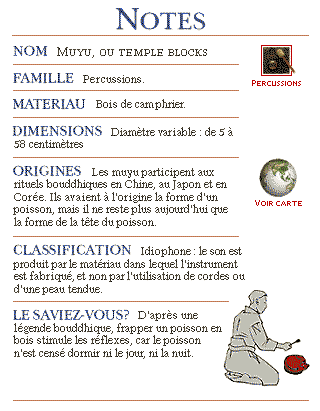 NOTES
NOM MUYU, OU TEMPLE BLOCKS
PERCUSSIONS
FAMILLE Percussions.
MATERIAU Bois de camphrier.
DIMENSIONS Diamètre variable : de 5 à
58 centimètres
ORIGINES Les muyu participent aux
rituels bouddhiques en Chine, au Japon et en
Corée. Ils avaient à l'origine la forme d'un
poisson, mais il ne reste plus aujourd'hui que
la forme de la tête du poisson.
VOIR CARTE
CLASSIFICATION Idiophone : le son est
produit par le matériau dans lequel l'instrument
est fabriqué, et non par l'utilisation de cordes ou
d'une peau tendue.
LE SAVIEZ-VOUS? D'après une
légende bouddhique, frapper un poisson en
bois stimule les réflexes, car le poisson
n'est censé dormir ni le jour, ni la nuit.